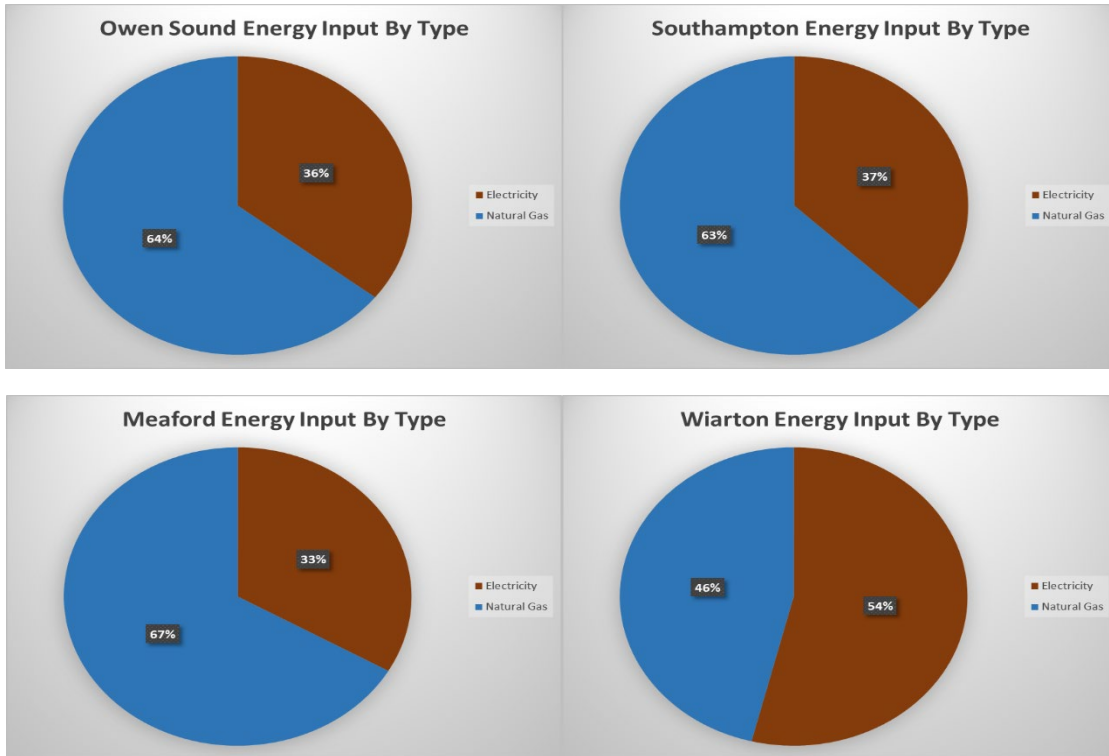 Owen Sound Energy Input By Type
36%
64%
Electricity
Natural Gas
Southampton Energy Input By Type
37%
63%
Electricity
Natural Gas
Meaford Energy Input By Type
33%
67%
Electricity
Natural Gas
Wiarton Energy Input By Type
46%
54%
Electricity
Natural Gas